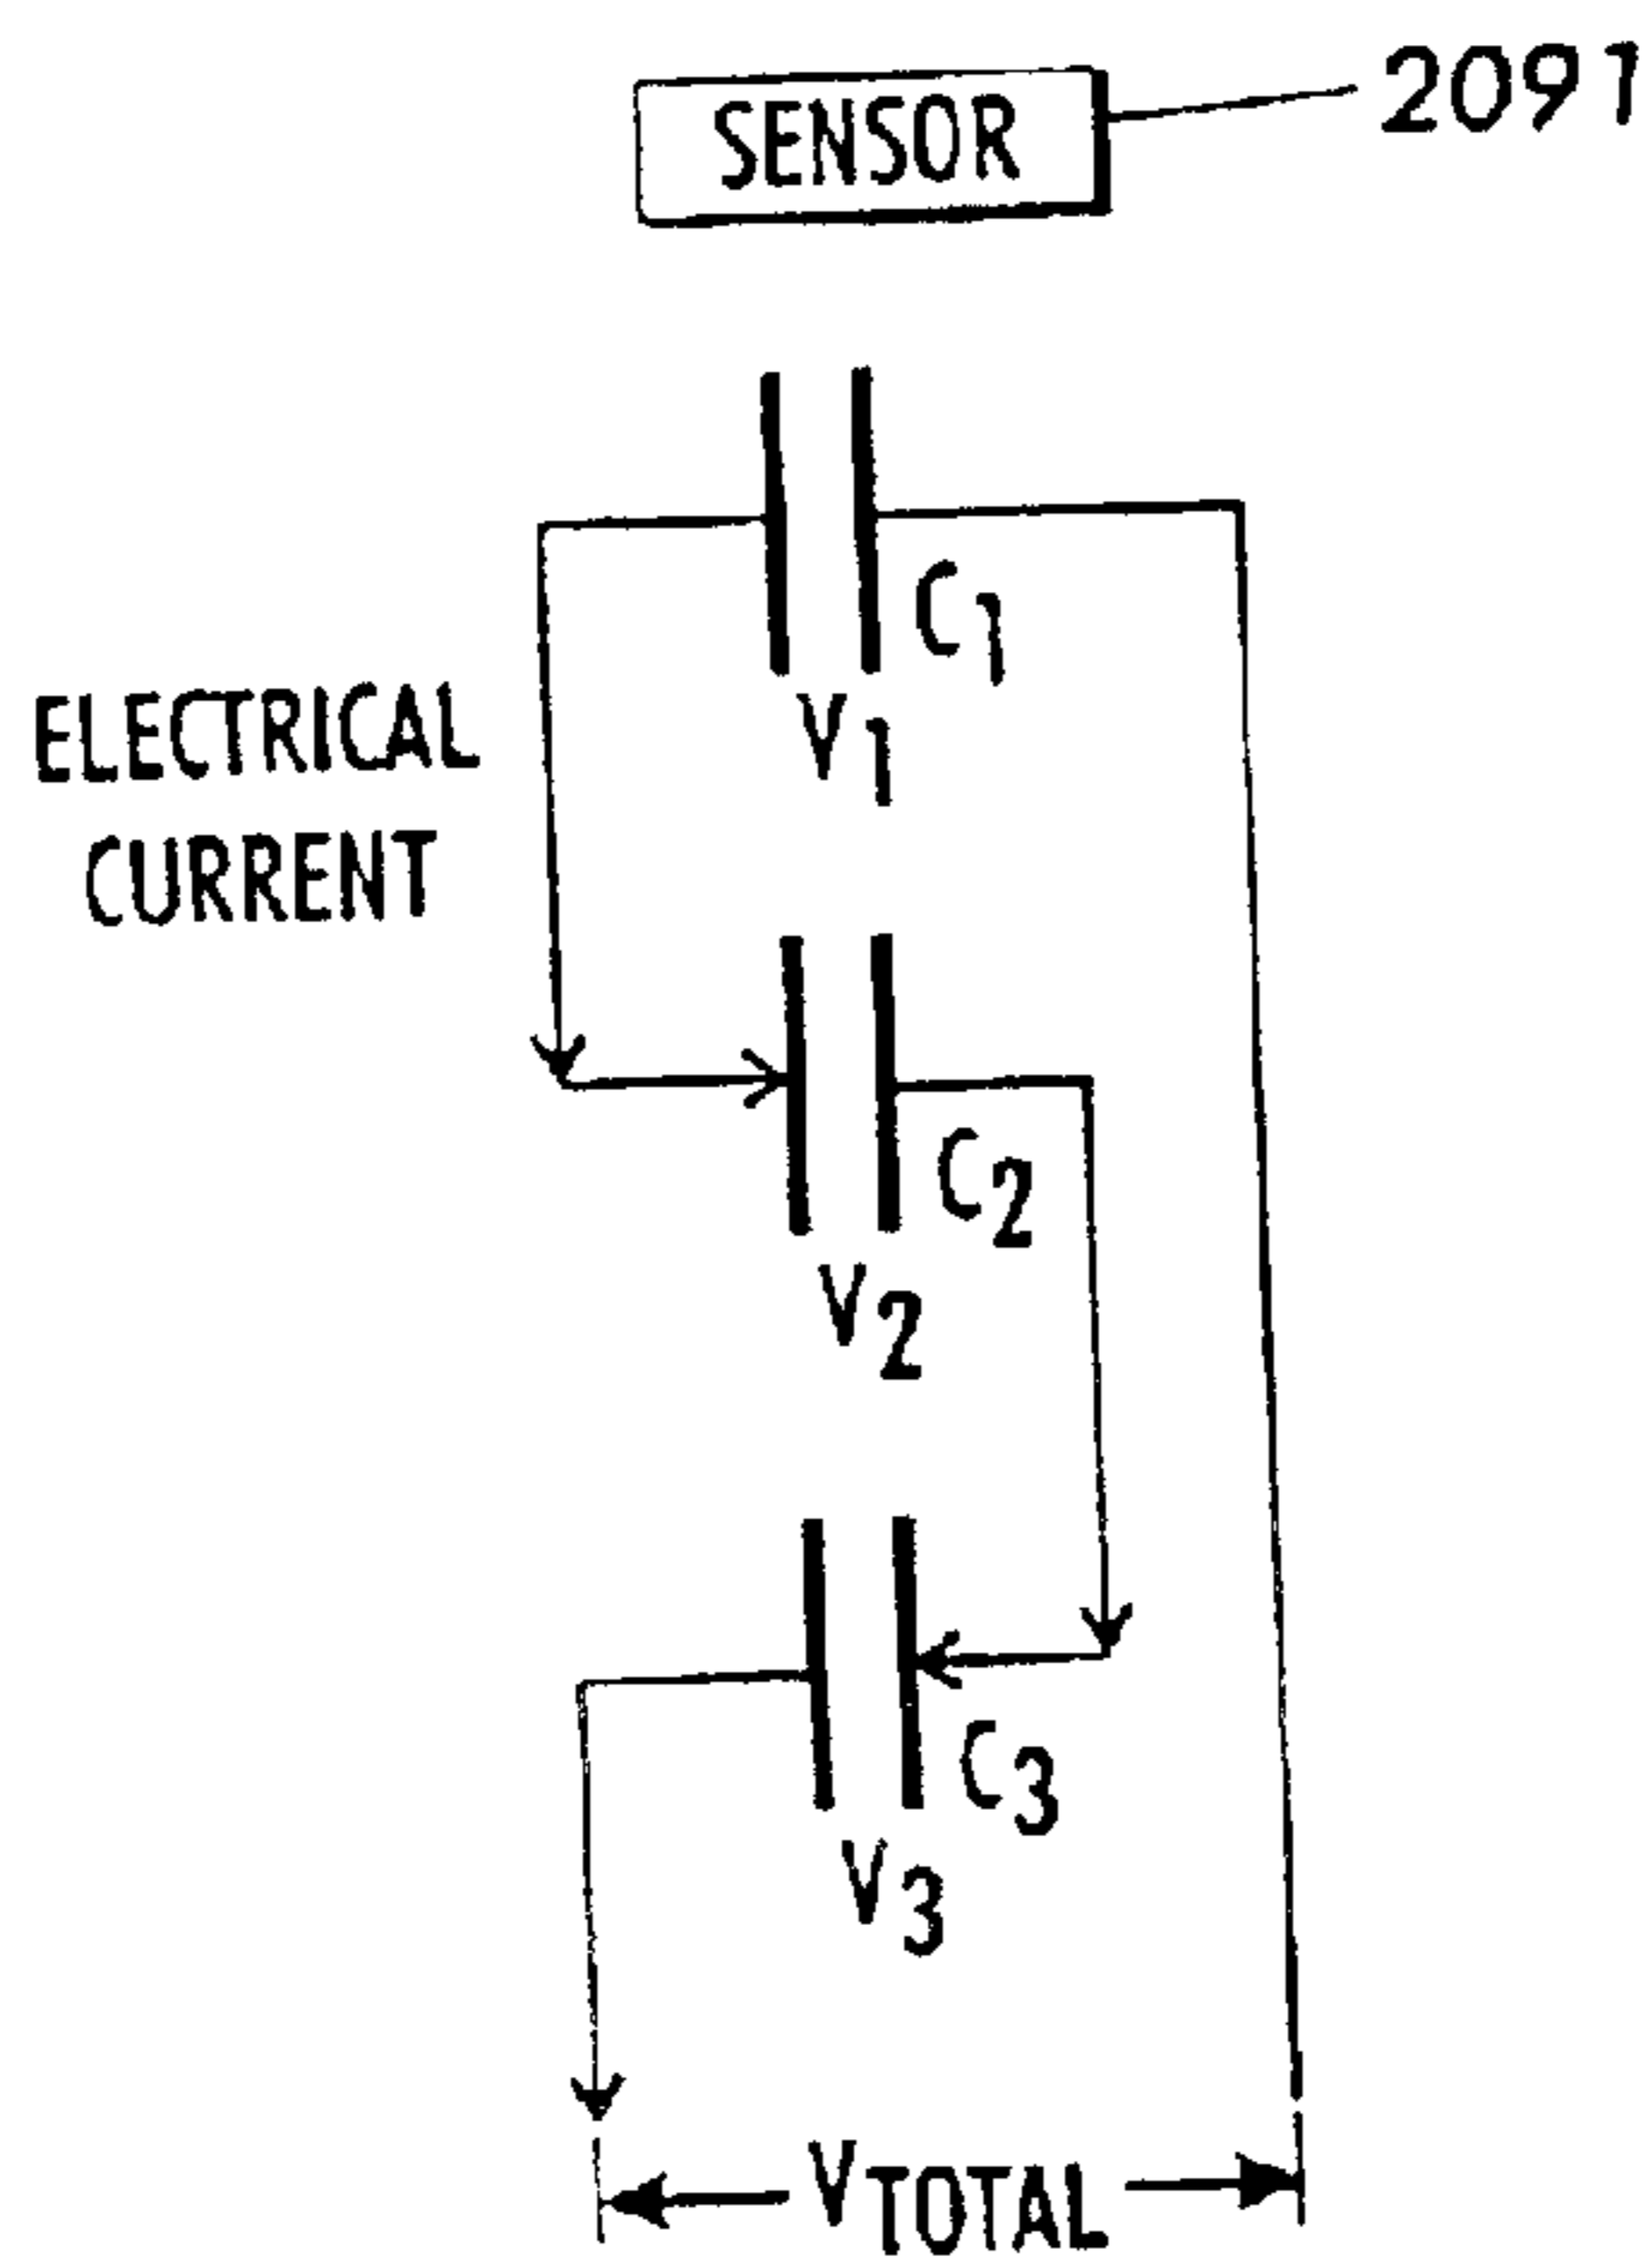 SENSOR 2091
C1
V1
ELECTRICAL
CURRENT
C2
V2
C3
V3
VTOTAL